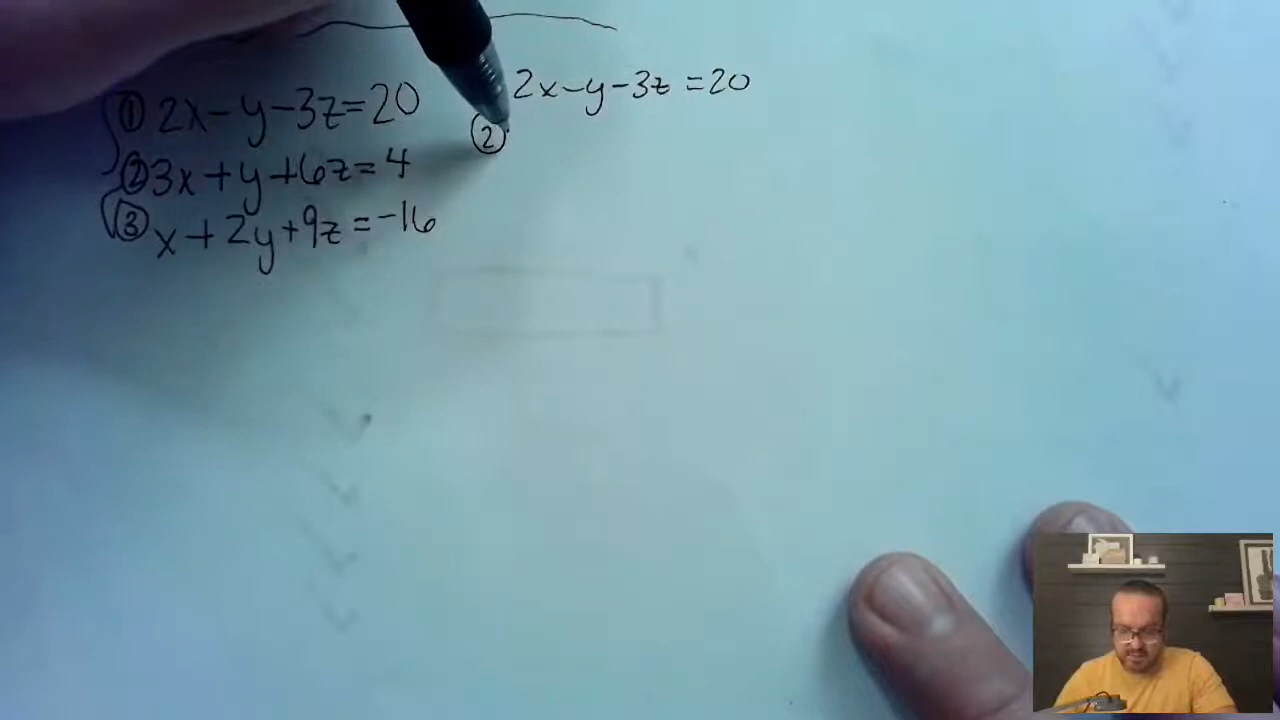 ① 2x-y-3z=20
② 3x+y+6z=4
③ x+2y+9z=-16
2x-y-3z=20
②